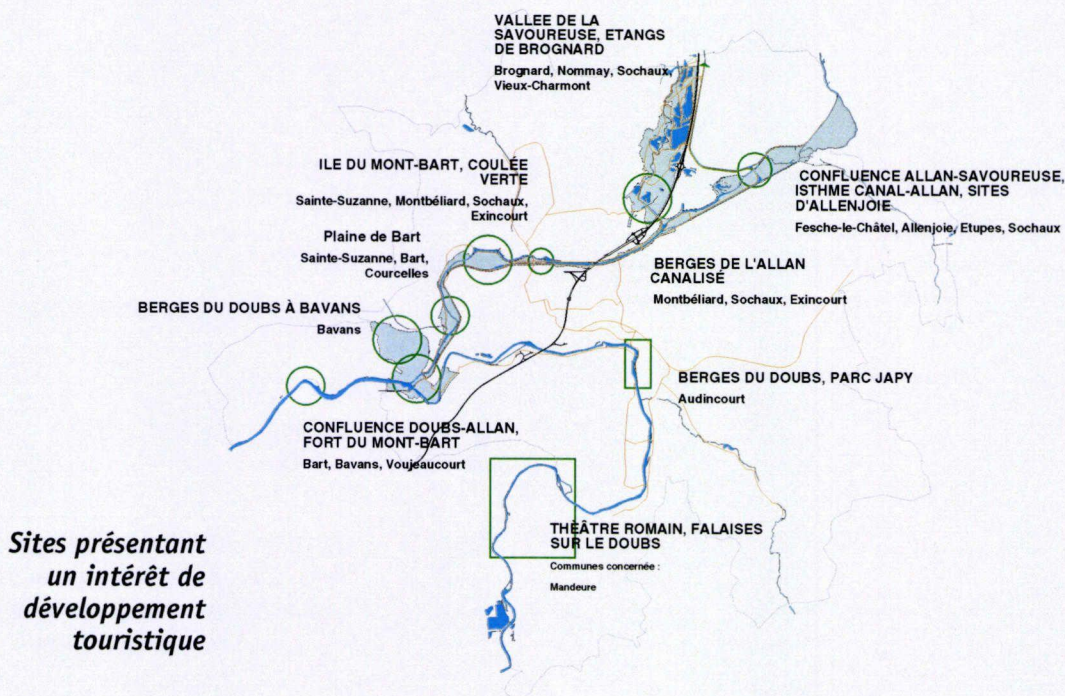 VALLEE DE LA
SAVOUREUSE, ETANGS
DE BROGNARD
Brognard, Nommay, Sochaux,
Vieux-Charmont
ILE DU MONT-BART, COULÉE
VERTE
Sainte-Suzanne, Montbéliard, Sochaux,
Exincourt
Plaine de Bart
Sainte-Suzanne, Bart,
Courcelles
CONFLUENCE ALLAN-SAVOUREUSE,
ISTHME CANAL-ALLAN, SITES
D'ALLENJOIE
Fesche-le-Châtel, Allenjoie, Etupes, Sochaux
BERGES DE L'ALLAN
CANALISÉ
Montbéliard, Sochaux, Exincourt
BERGES DU DOUBS À BAVANS
Bavans
BERGES DU DOUBS, PARC JAPY
Audincourt
CONFLUENCE DOUBS-ALLAN,
FORT DU MONT-BART
Bart, Bavans, Voujeaucourt
THÉÂTRE ROMAIN, FALAISES
SUR LE DOUBS
Communes concernée :
Mandeure
Sites présentant
un intérêt de
développement
touristique